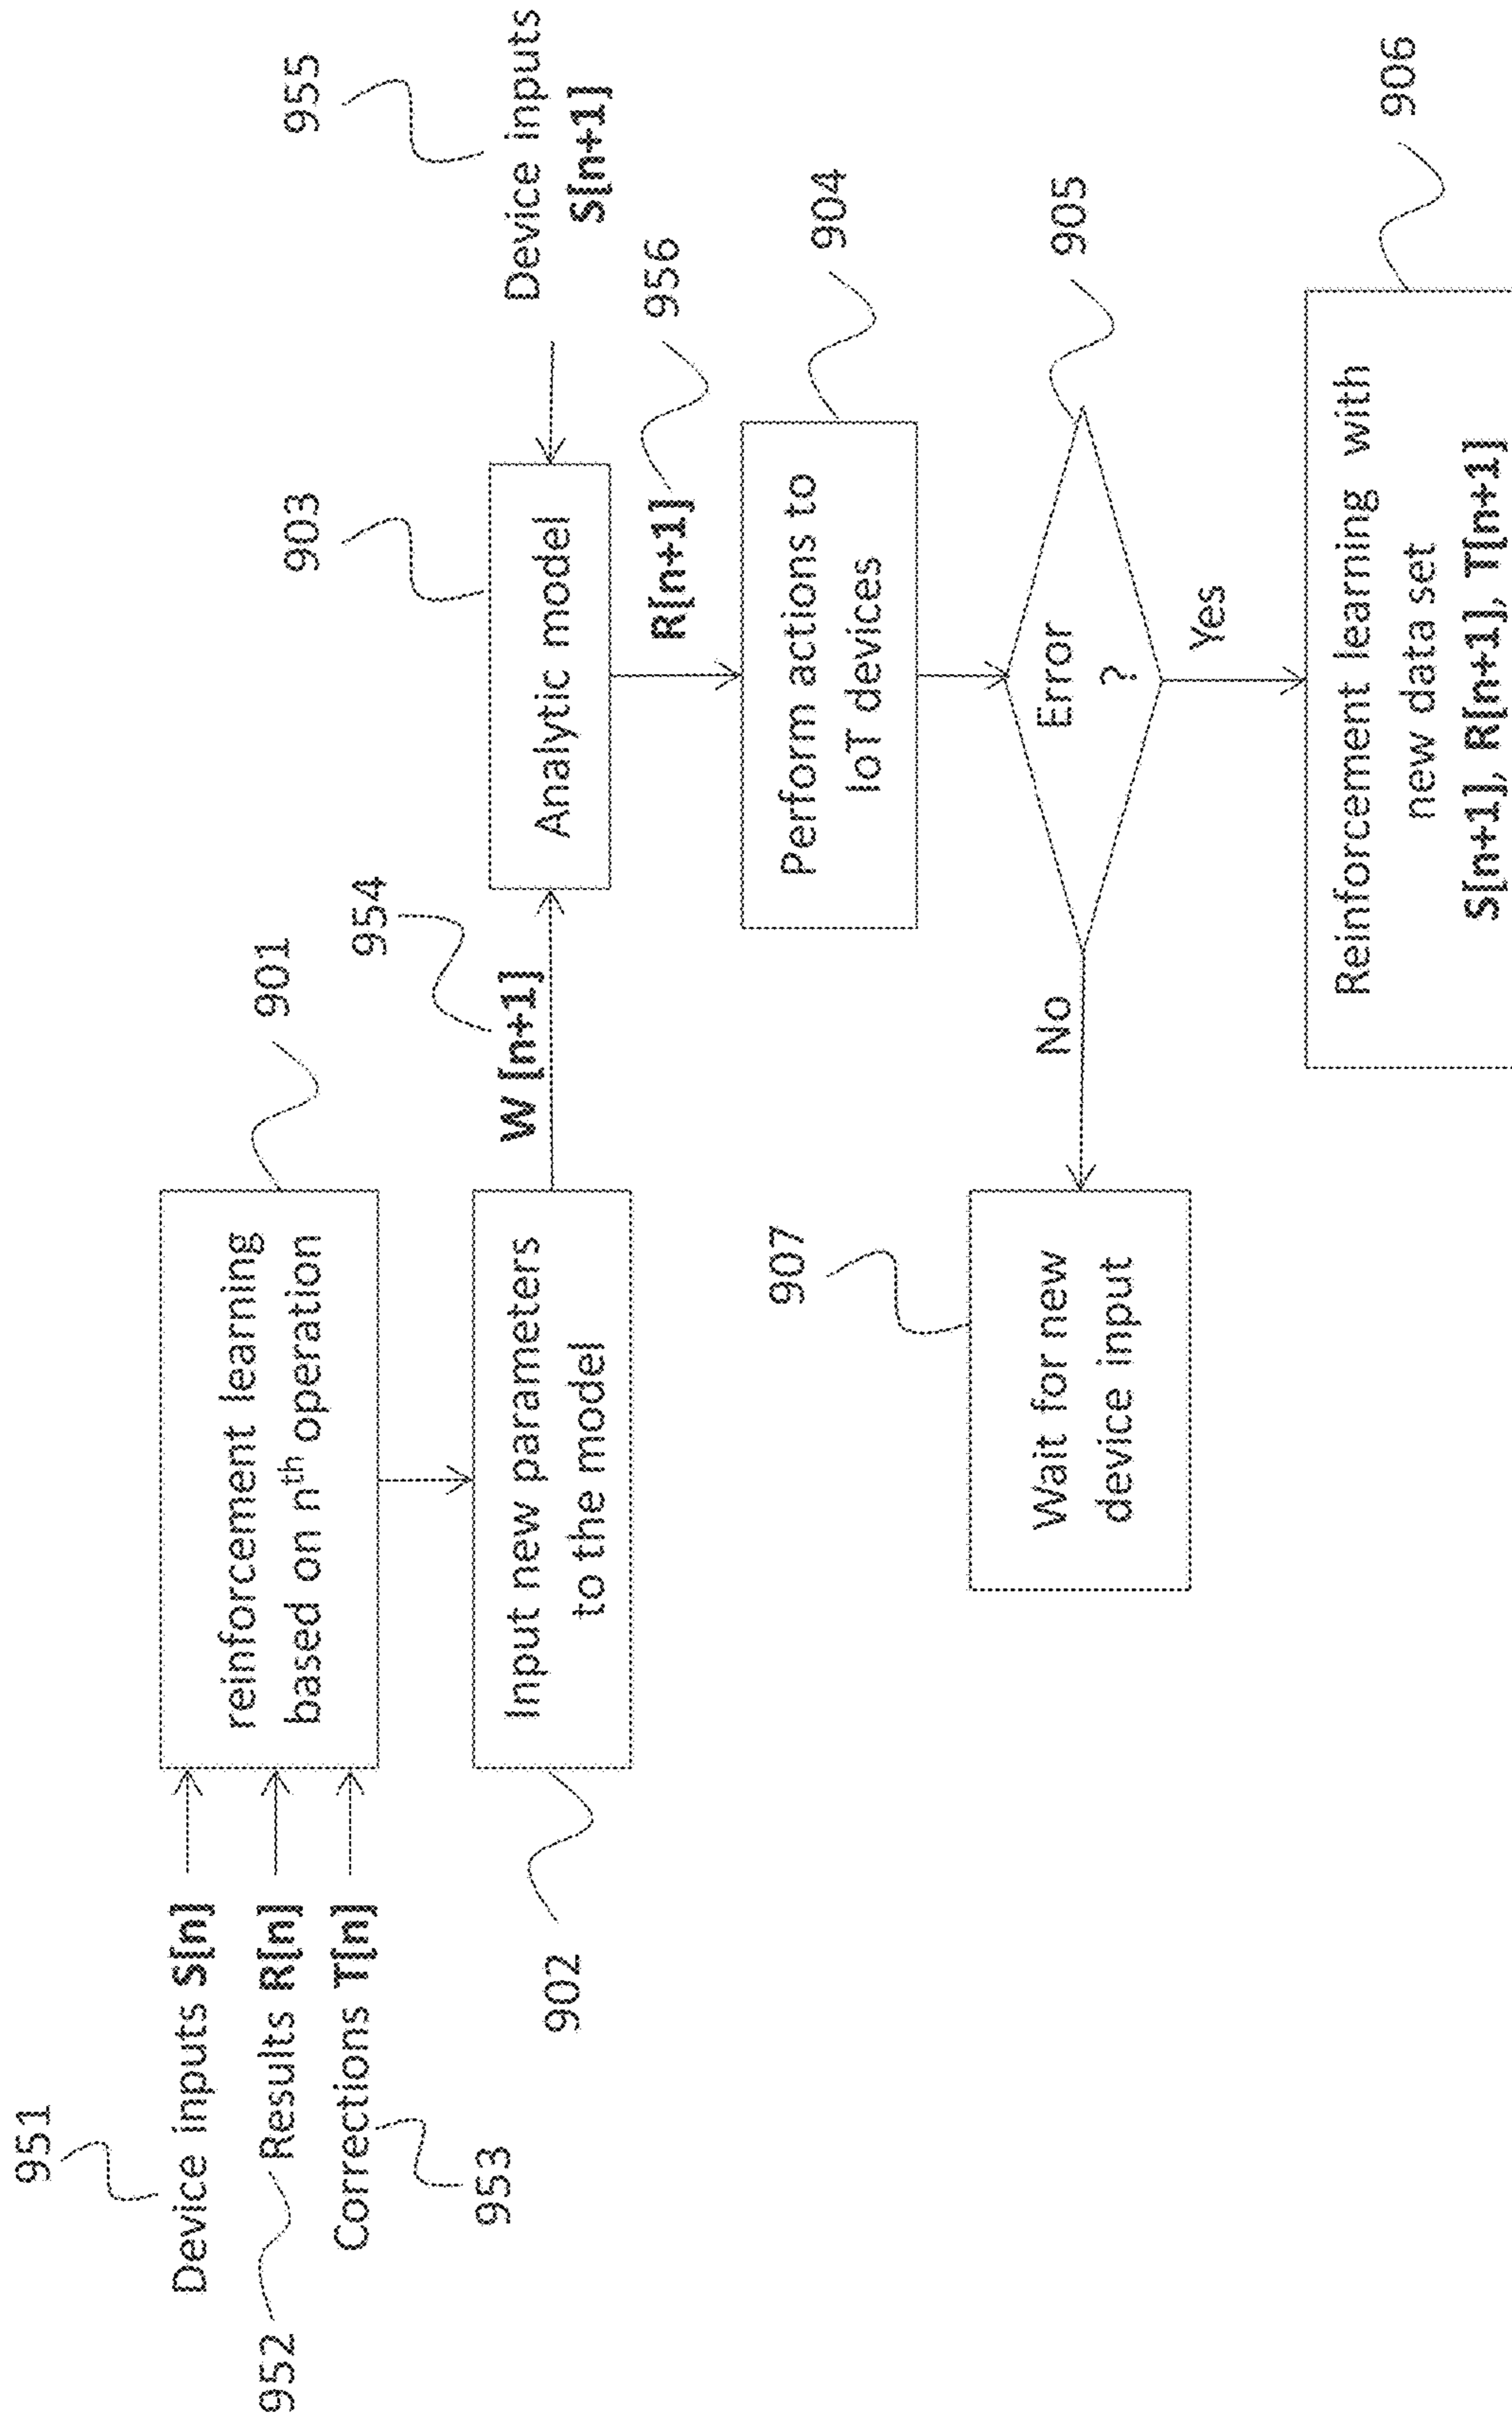 951
Device inputs S[n]
952
Results R[n]
Corrections T[n]
953
901
reinforcement learning
based on nth operation
902
Input new parameters
to the model
954
W [n+1]
903
Analytic model
955
Device inputs
S[n+1]
R[n+1]
956
904
Perform actions to
IoT devices
905
Error
?
No
Yes
907
Wait for new
device input
906
Reinforcement learning with
new data set
S[n+1], R[n+1], T[n+1]